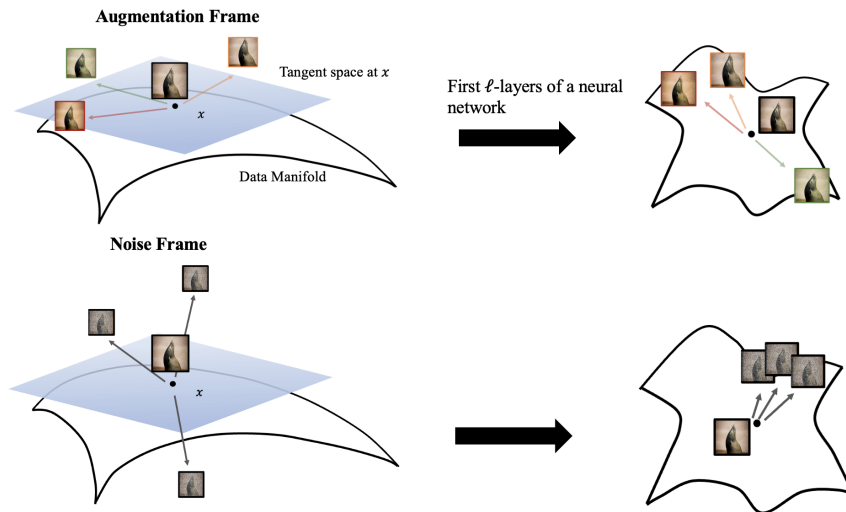 Augmentation Frame
Tangent space at x
x
Data Manifold
First ℓ-layers of a neural
network
Noise Frame
x